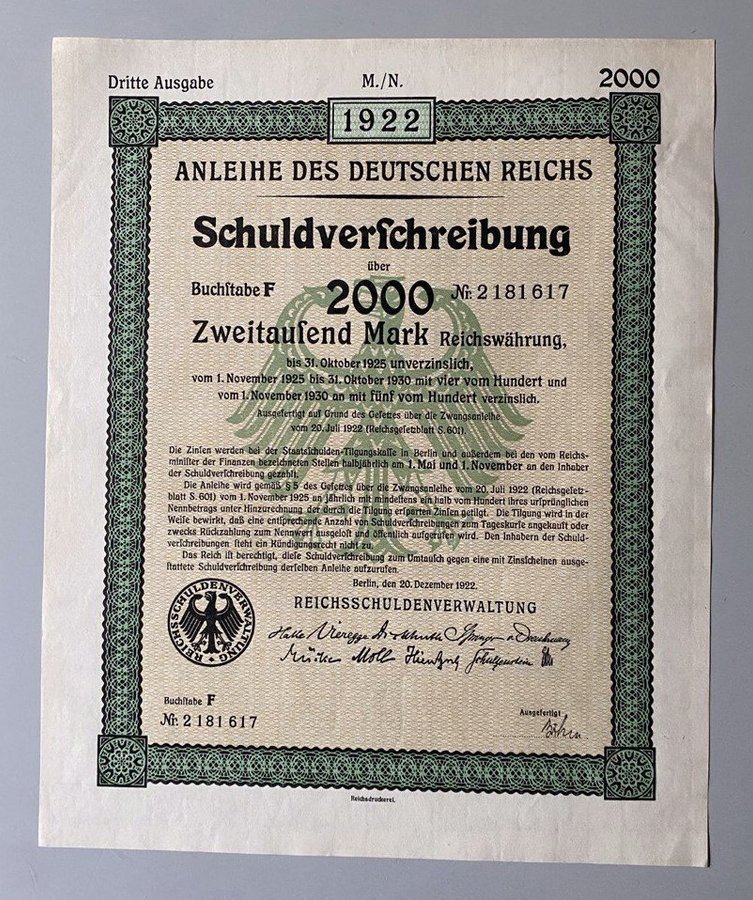 Dritte Ausgabe M./N. 2000
1922
ANLEIHE DES DEUTSCHEN REICHS
Schuldverſchreibung
über
Buchſtabe F 2000 Nr. 2181617
Zweitauſend Mark Reichswährung,
bis 31. Oktober 1925 unverzinslich,
vom 1. November 1925 bis 31. Oktober 1930 mit vier vom Hundert und
vom 1. November 1930 an mit fünf vom Hundert verzinslich.
Ausgefertigt auf Grund des Geſetzes über die Zwangsanleihe
vom 20. Juli 1922 (Reichsgeſetzblatt S. 601).
Die Zinſen werden bei der Staatsſchulden-Tilgungskaſſe in Berlin und außerdem bei den vom Reichs-
miniſter der Finanzen bezeichneten Stellen halbjährlich am 1. Mai und 1. November an den Inhaber
der Schuldverſchreibung gezahlt.
Die Anleihe wird gemäß § 5 des Geſetzes über die Zwangsanleihe vom 20. Juli 1922 (Reichsgeſetz-
blatt S. 601) vom 1. November 1925 an jährlich mit mindeſtens ein halb vom Hundert ihres urſprünglichen
Nennbetrags unter Hinzurechnung der durch die Tilgung erſparten Zinſen getilgt. Die Tilgung wird in der
Weiſe bewirkt, daß eine entſprechende Anzahl von Schuldverſchreibungen zum Tageskurſe angekauft oder
zwecks Rückzahlung zum Nennwert ausgeloſt und öffentlich aufgerufen wird. Den Inhabern der Schuld-
verſchreibungen ſteht ein Kündigungsrecht nicht zu.
Das Reich iſt berechtigt, dieſe Schuldverſchreibung zum Umtauſch gegen eine mit Zinsſcheinen ausge-
ſtattete Schuldverſchreibung derſelben Anleihe aufzurufen.
Berlin, den 20. Dezember 1922.
REICHSSCHULDENVERWALTUNG
REICHSSCHULDENVERWALTUNG
Halle Vieregge
Mücke Moll
Buchſtabe F
Nr. 2181617
Ausgefertigt
Reichsdruckerei.